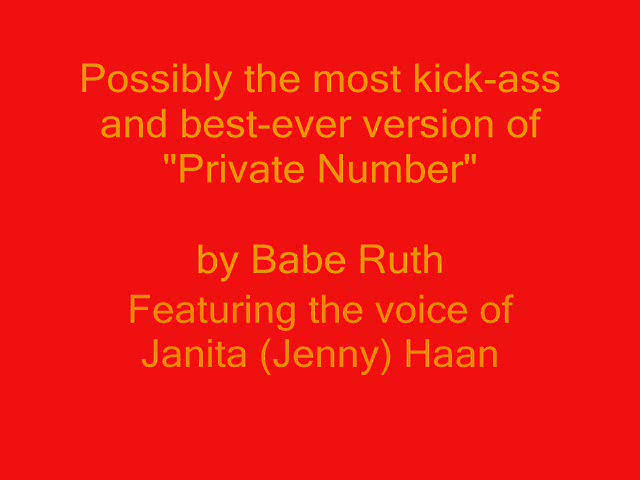 Possibly the most kick-ass
and best-ever version of
"Private Number"
by Babe Ruth
Featuring the voice of
Janita (Jenny) Haan